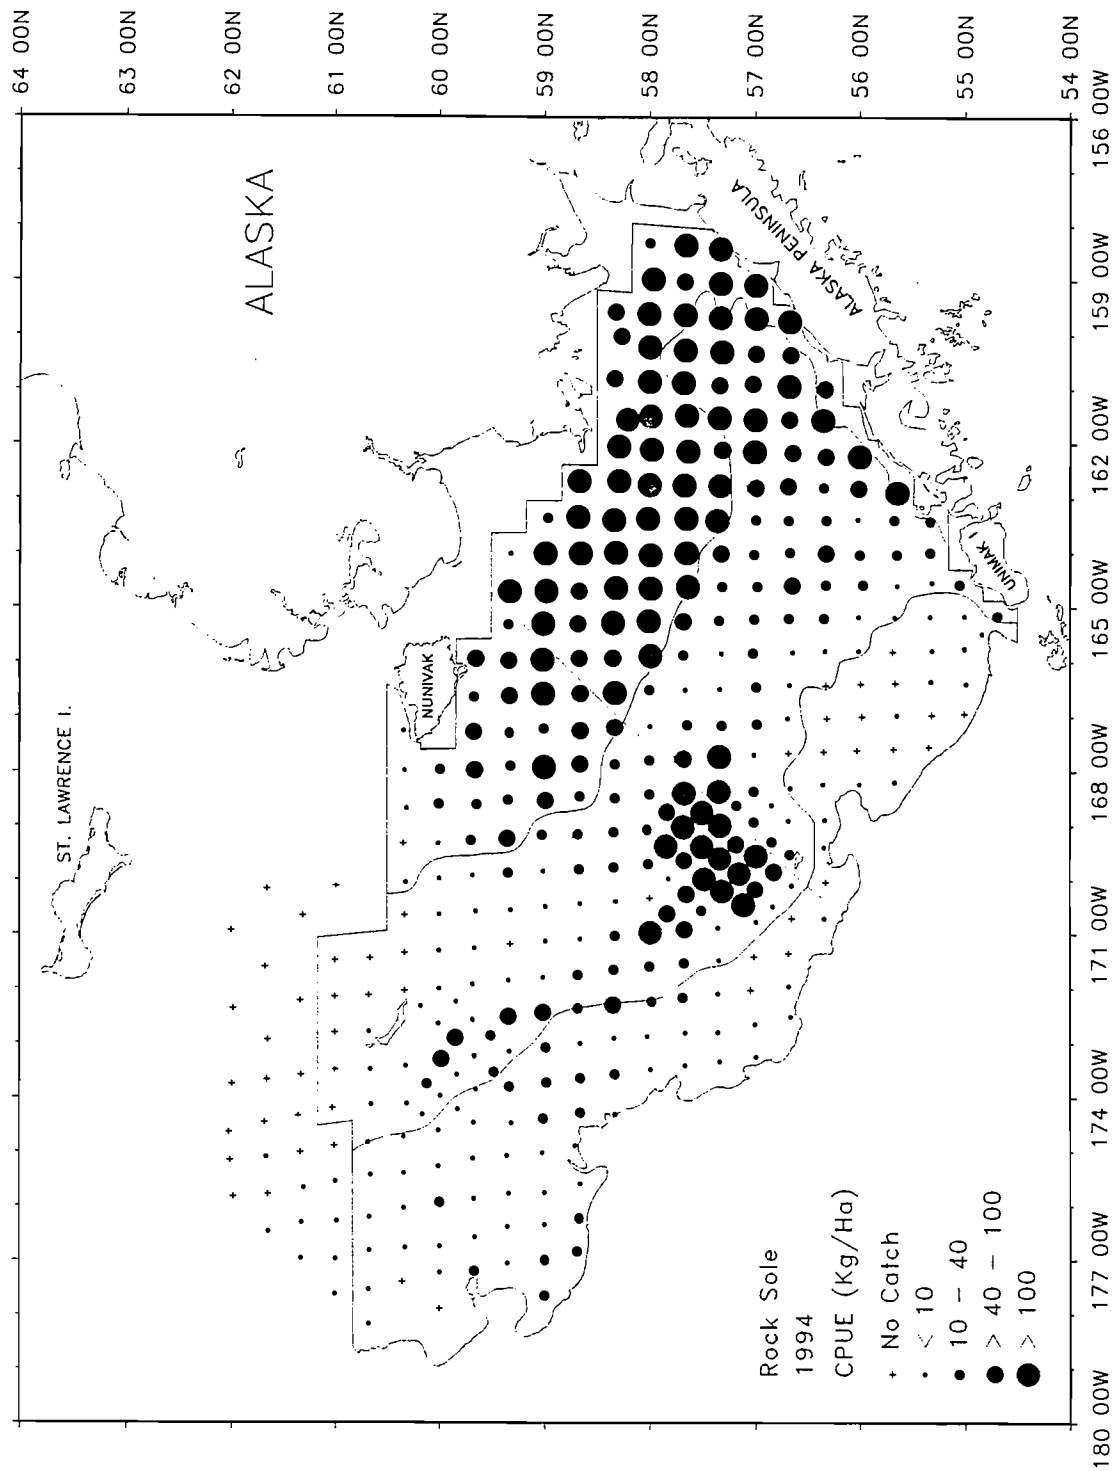 64 00N
63 00N
62 00N
61 00N
60 00N
59 00N
58 00N
57 00N
56 00N
55 00N
54 00N
ST. LAWRENCE I.
ALASKA
NUNIVAK
ALASKA PENINSULA
UNIMAK I
Rock Sole
1994
CPUE (Kg/Ha)
+ No Catch
< 10
10 - 40
> 40 - 100
> 100
180 00W
177 00W
174 00W
171 00W
168 00W
165 00W
162 00W
159 00W
156 00W